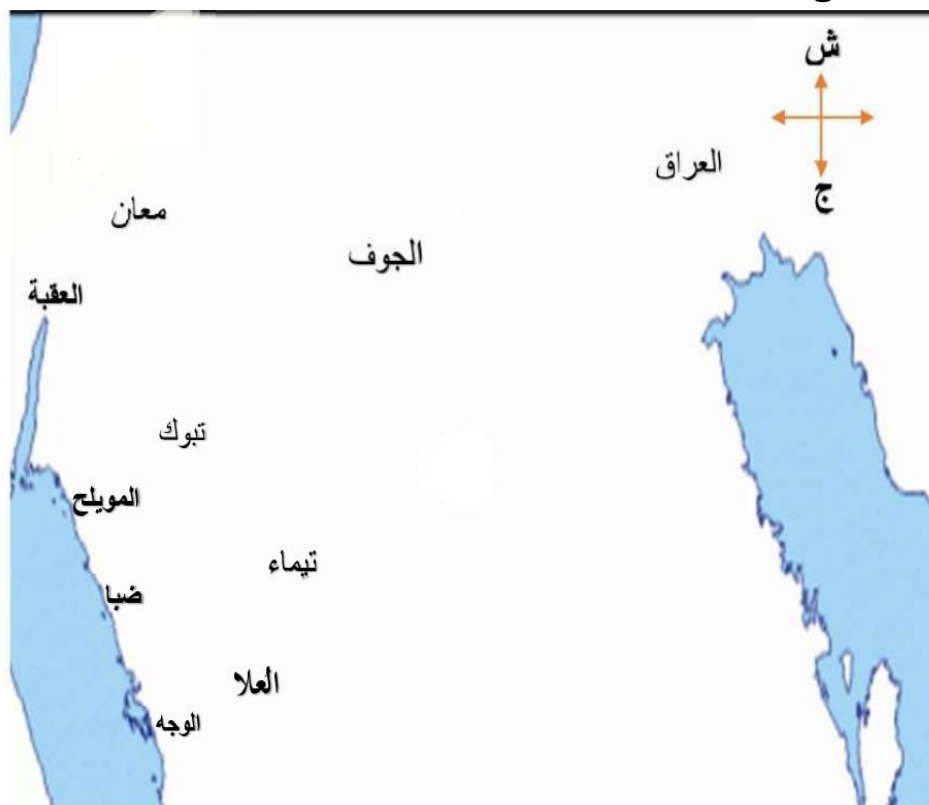 ش
العراق
ج
معان
الجوف
العقبة
تبوك
المويلح
تيماء
ضبا
العلا
الوجه